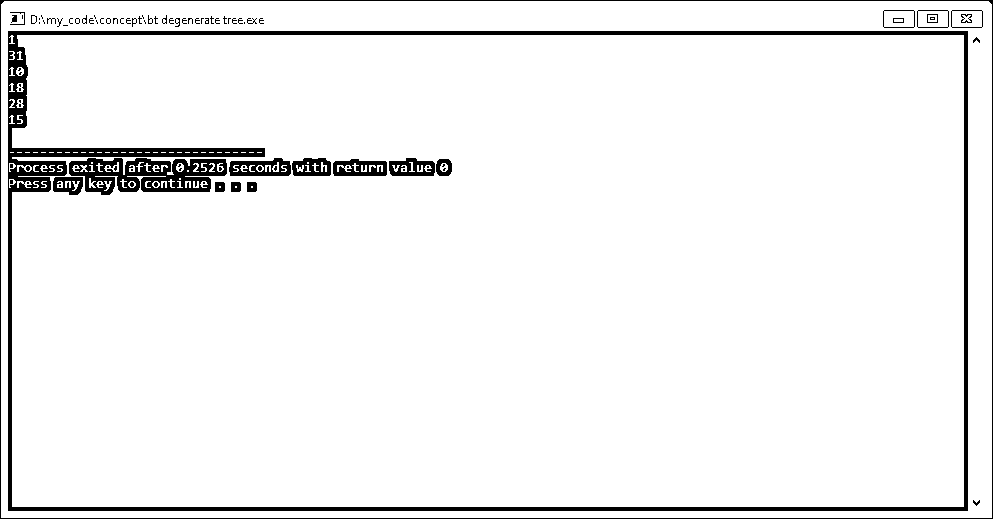 D:\my_code\concept\bt degenerate tree.exe
1
31
10
18
28
15
--------------------------------
Process exited after 0.2526 seconds with return value 0
Press any key to continue . . .